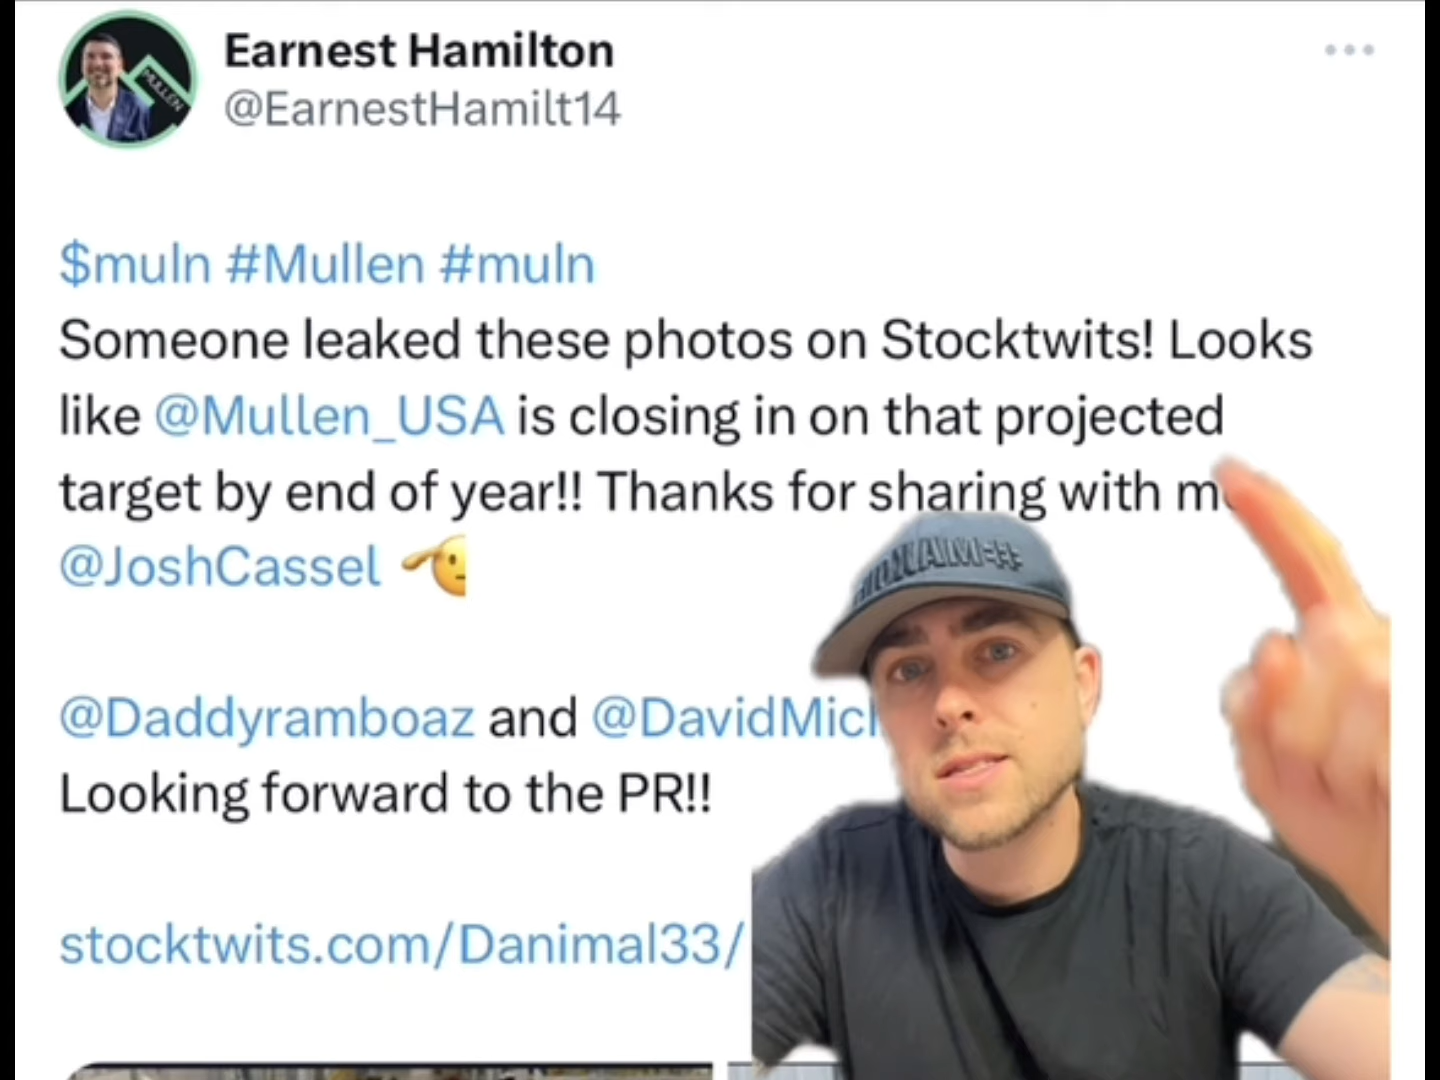 Earnest Hamilton
@EarnestHamilt14
MULLEN
$muln #Mullen #muln
Someone leaked these photos on Stocktwits! Looks
like @Mullen_USA is closing in on that projected
target by end of year!! Thanks for sharing with
@JoshCassel
@Daddyramboaz and @DavidMich
Looking forward to the PR!!
stocktwits.com/Danimal33/